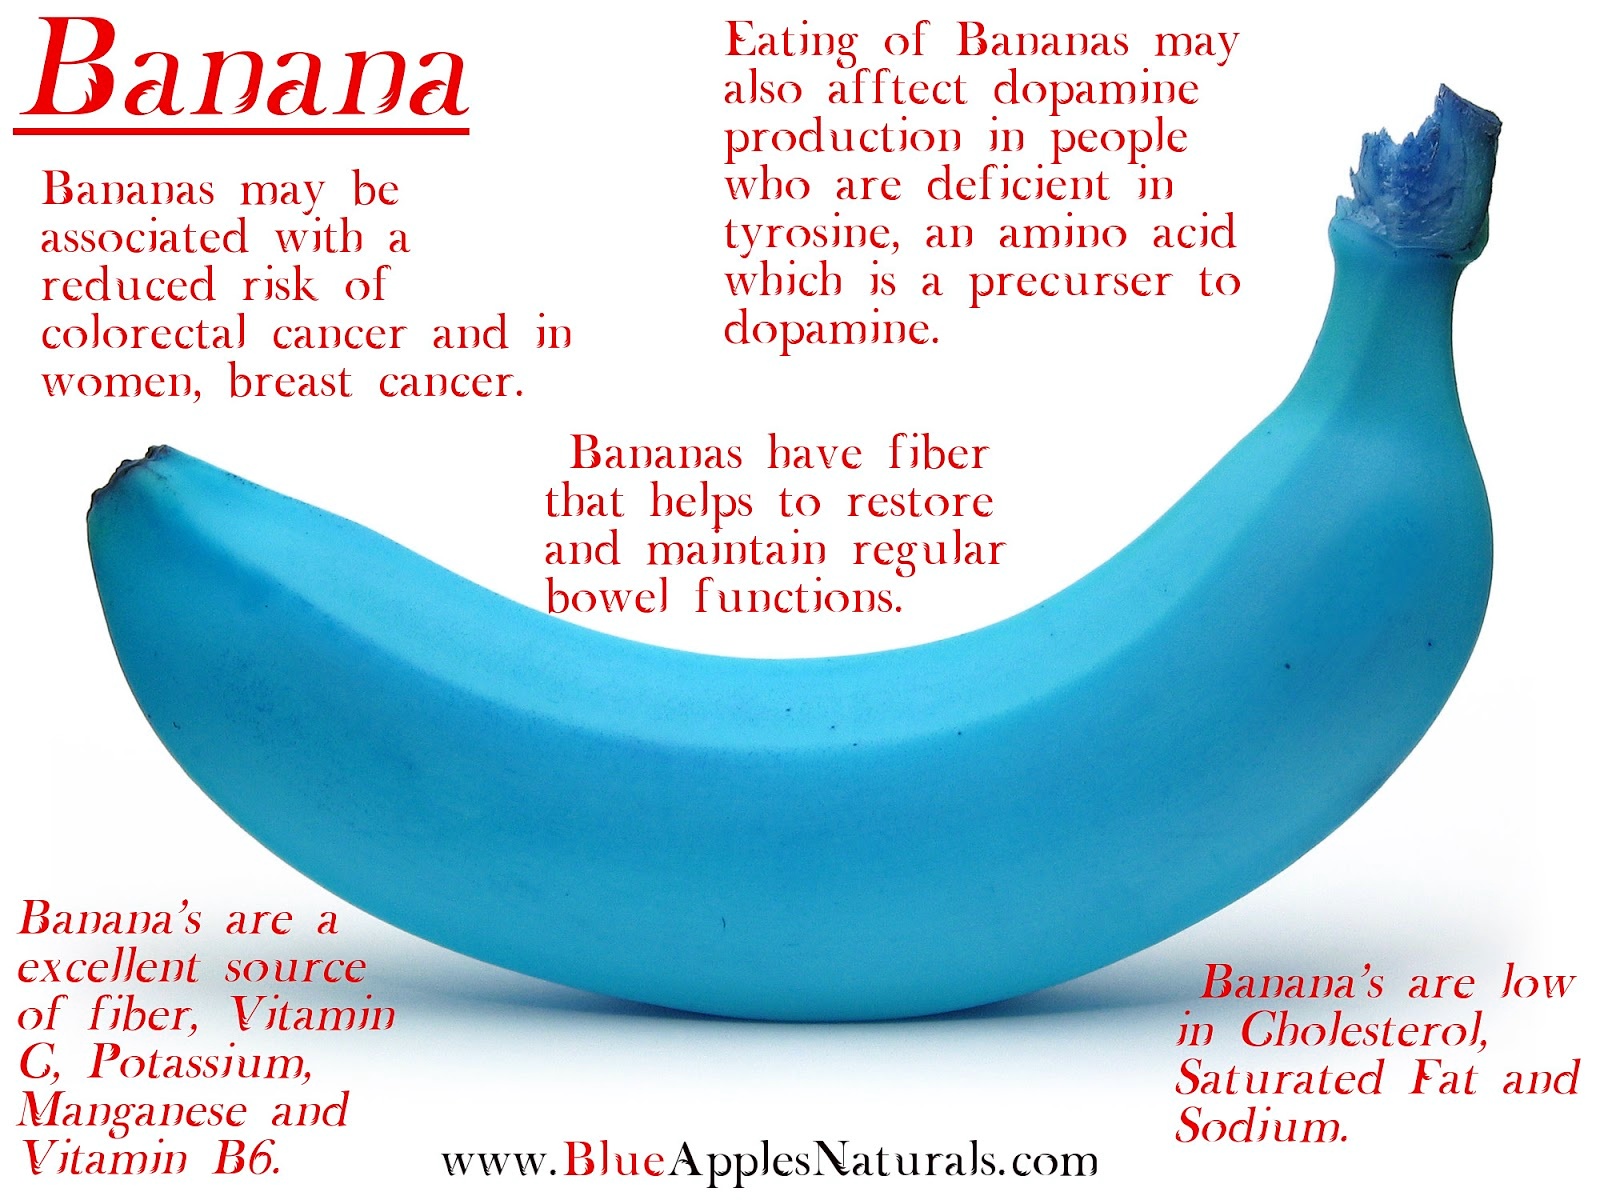 Banana
Bananas may be
associated with a
reduced risk of
colorectal cancer and in
women, breast cancer.
Eating of Bananas may
also afftect dopamine
production in people
who are deficient in
tyrosine, an amino acid
which is a precurser to
dopamine.
Bananas have fiber
that helps to restore
and maintain regular
bowel functions.
Banana's are a
excellent source
of fiber, Vitamin
C, Potassium,
Manganese and
Vitamin B6.
Banana's are low
in Cholesterol,
Saturated Fat and
Sodium.
www.BlueApplesNaturals.com